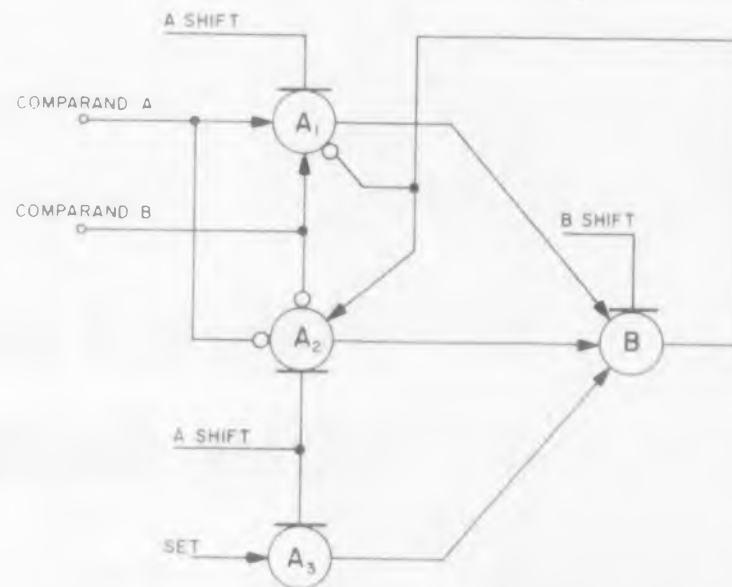 A SHIFT
COMPARAND A
A₁
COMPARAND B
B SHIFT
A₂
B
A SHIFT
SET
A₃